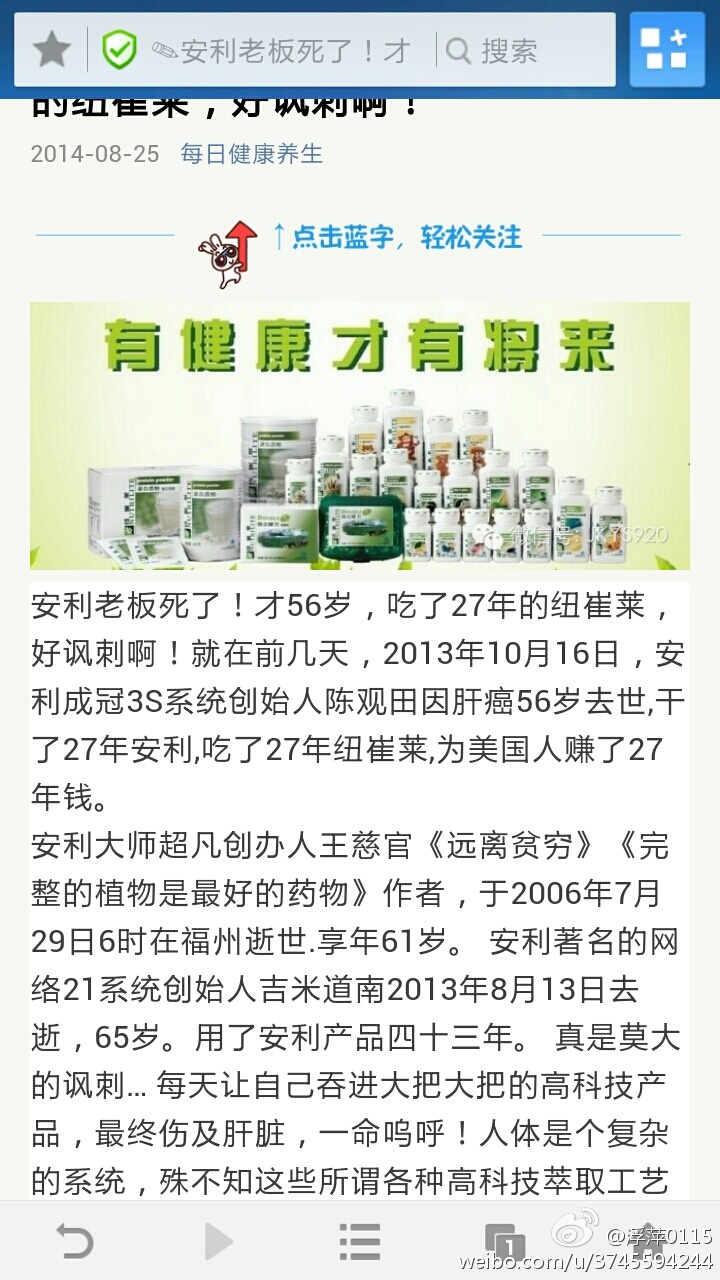 安利老板死了！才
搜索
的纽崔莱，好讽刺啊！
2014-08-25 每日健康养生
↑点击蓝字，轻松关注
有健康才有将来
微信号: JKYS920
安利老板死了！才56岁，吃了27年的纽崔莱，
好讽刺啊！就在前几天，2013年10月16日，安
利成冠3S系统创始人陈观田因肝癌56岁去世,干
了27年安利,吃了27年纽崔莱,为美国人赚了27
年钱。
安利大师超凡创办人王慈官《远离贫穷》《完
整的植物是最好的药物》作者，于2006年7月
29日6时在福州逝世.享年61岁。 安利著名的网
络21系统创始人吉米道南2013年8月13日去
逝，65岁。用了安利产品四十三年。 真是莫大
的讽刺... 每天让自己吞进大把大把的高科技产
品，最终伤及肝脏，一命呜呼！人体是个复杂
的系统，殊不知这些所谓各种高科技萃取工艺
1
@浮萍0115
weibo.com/u/3745594244